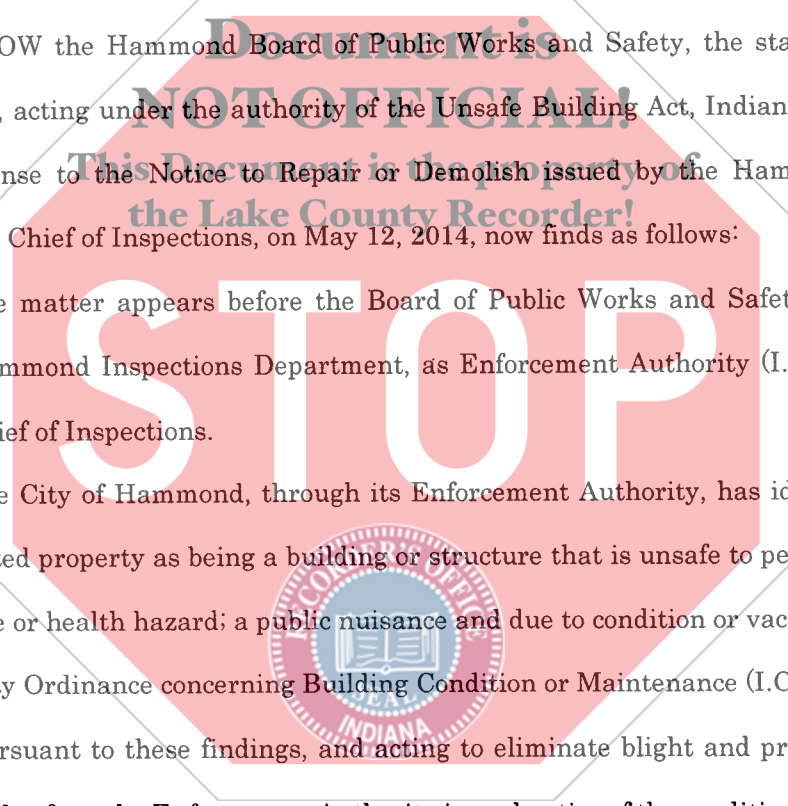 Document is
OW the Hammond Board of Public Works and Safety, the sta
NOT OFFICIAL!
, acting under the authority of the Unsafe Building Act, Indian
This Document is the property of
nse to the Notice to Repair or Demolish issued by the Ham
the Lake County Recorder!
Chief of Inspections, on May 12, 2014, now finds as follows:
e matter appears before the Board of Public Works and Safet
mmond Inspections Department, as Enforcement Authority (I.
ief of Inspections.
STOP
e City of Hammond, through its Enforcement Authority, has id
ed property as being a building or structure that is unsafe to pe
e or health hazard; a public nuisance and due to condition or vac
RECORDER'S OFFICE
SEAL
INDIANA
y Ordinance concerning Building Condition or Maintenance (I.C
rsuant to these findings, and acting to eliminate blight and pr